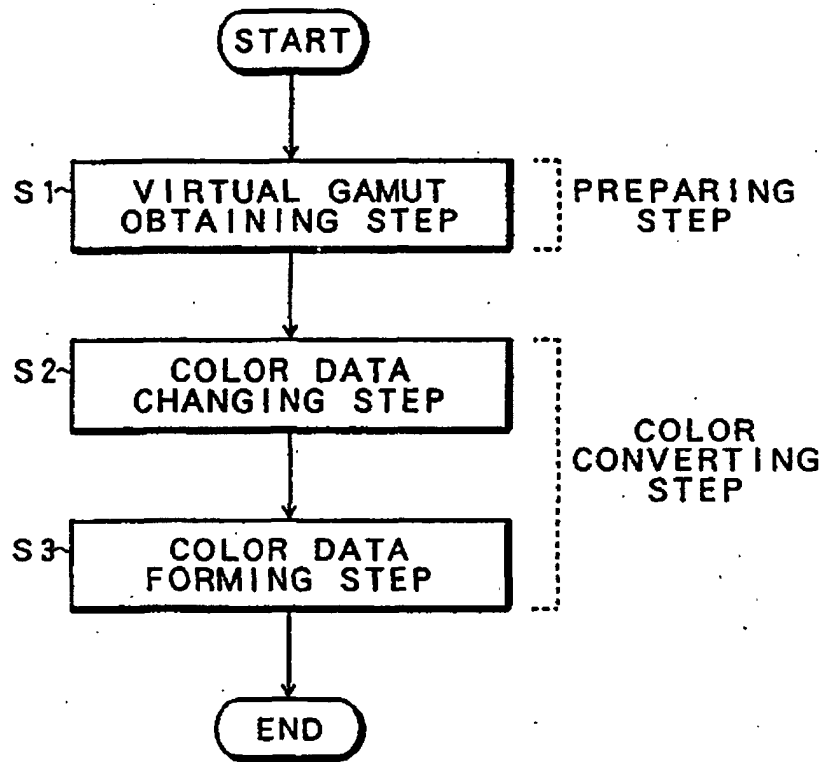 START
S1
VIRTUAL GAMUT
OBTAINING STEP
PREPARING
STEP
S2
COLOR DATA
CHANGING STEP
COLOR
CONVERTING
STEP
S3
COLOR DATA
FORMING STEP
END